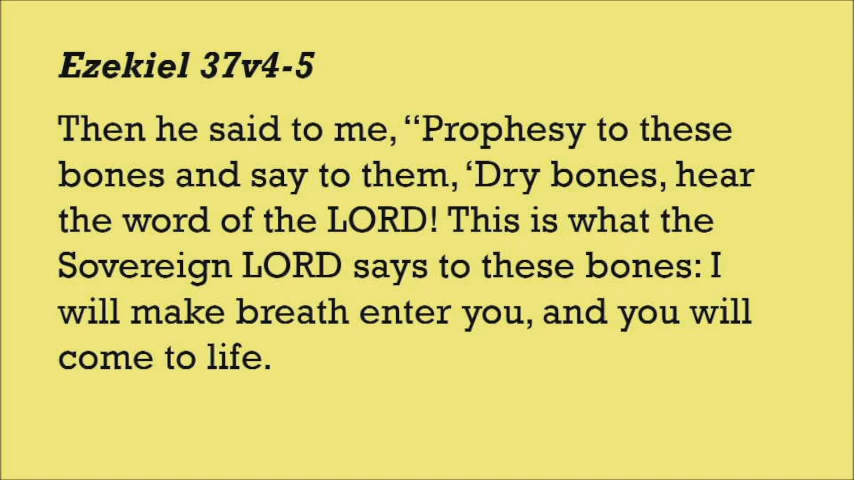 Ezekiel 37v4-5
Then he said to me, “Prophesy to these
bones and say to them, ‘Dry bones, hear
the word of the LORD! This is what the
Sovereign LORD says to these bones: I
will make breath enter you, and you will
come to life.